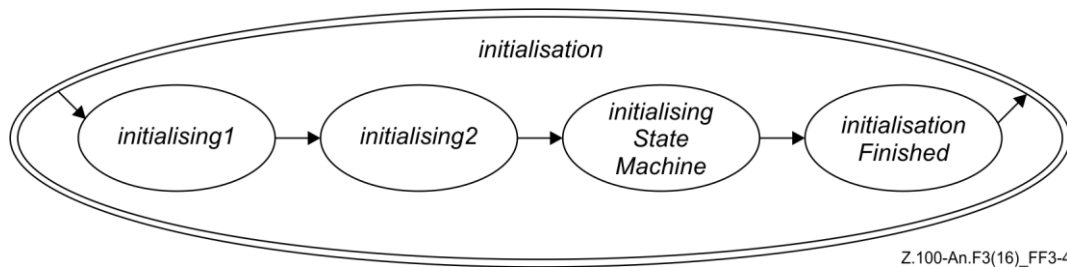 initialisation
initialising1
initialising2
initialising
State
Machine
initialisation
Finished
Z.100-An.F3(16)_FF3-4